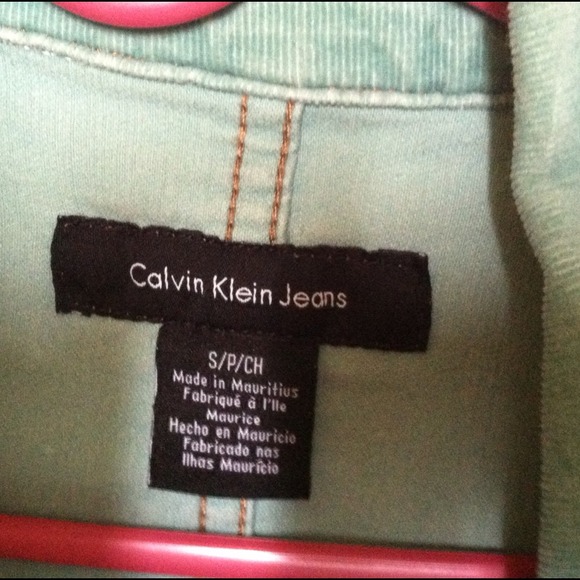 Calvin Klein Jeans
S/P/CH
Made in Mauritius
Fabriqué à l'Ile
Maurice
Hecho en Mauricio
Fabricado nas
Ilhas Maurício